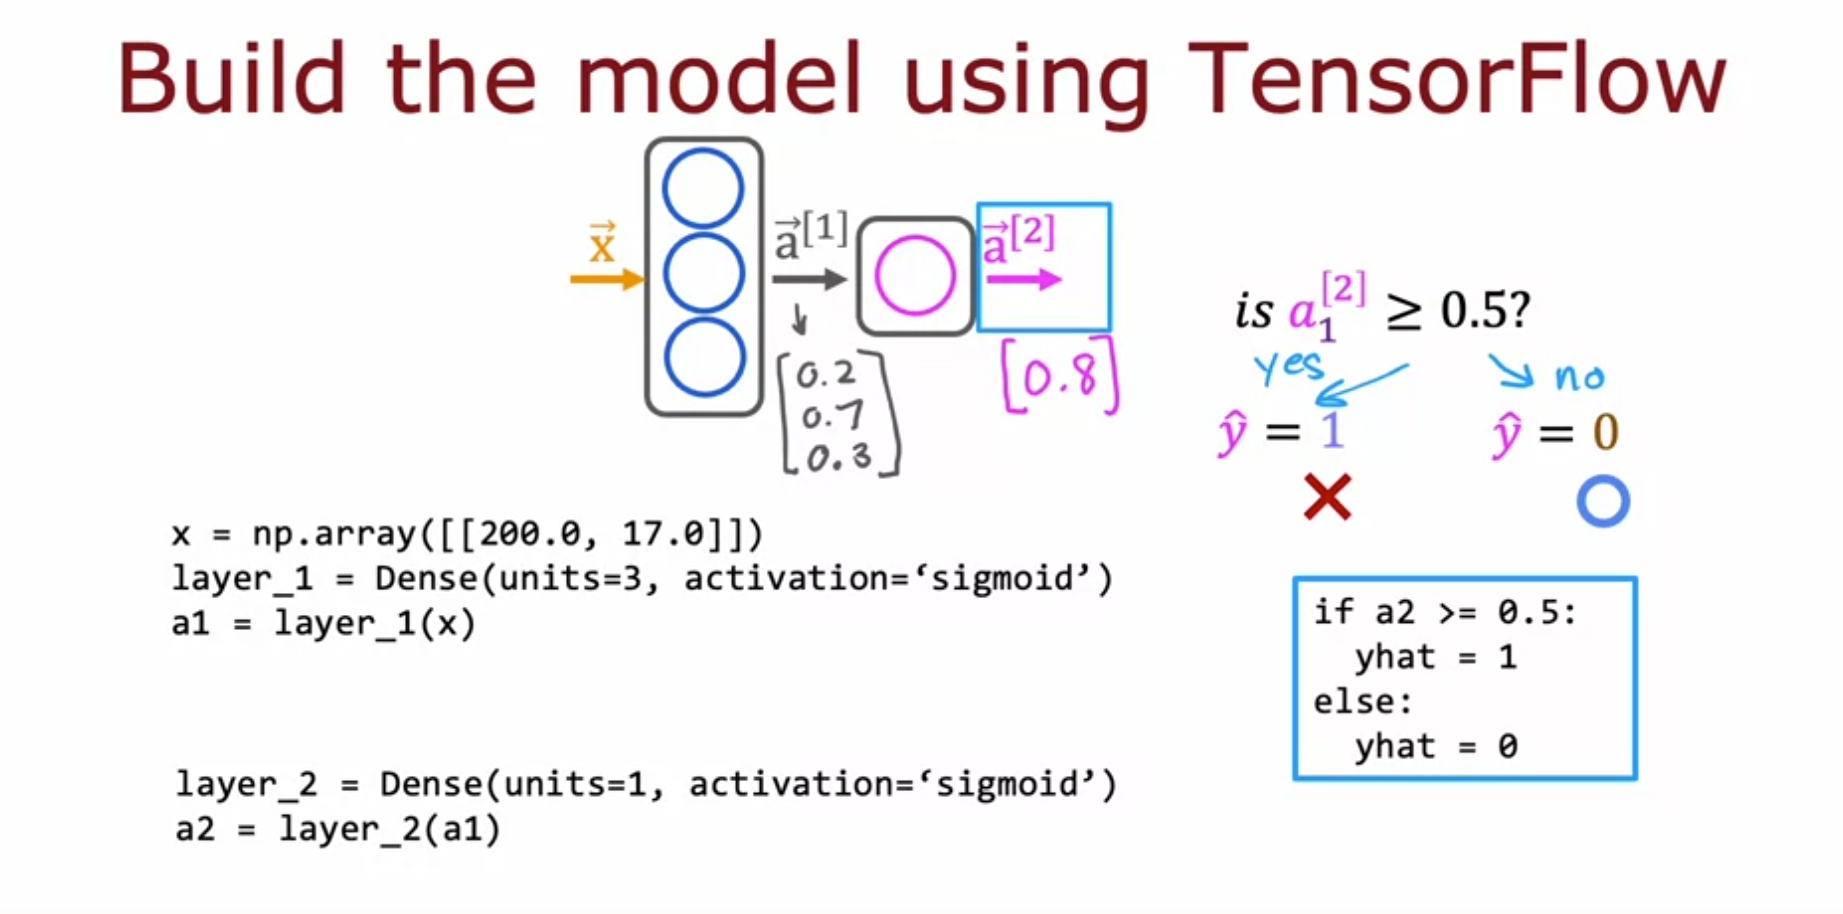 Build the model using TensorFlow
x⃗
a⃗[1]
a⃗[2]
0.2
0.7
0.3
[0.8]
is a₁[2] ≥ 0.5?
yes
no
ŷ = 1
ŷ = 0
x = np.array([[200.0, 17.0]])
layer_1 = Dense(units=3, activation=‘sigmoid’)
a1 = layer_1(x)
layer_2 = Dense(units=1, activation=‘sigmoid’)
a2 = layer_2(a1)
if a2 >= 0.5:
yhat = 1
else:
yhat = 0